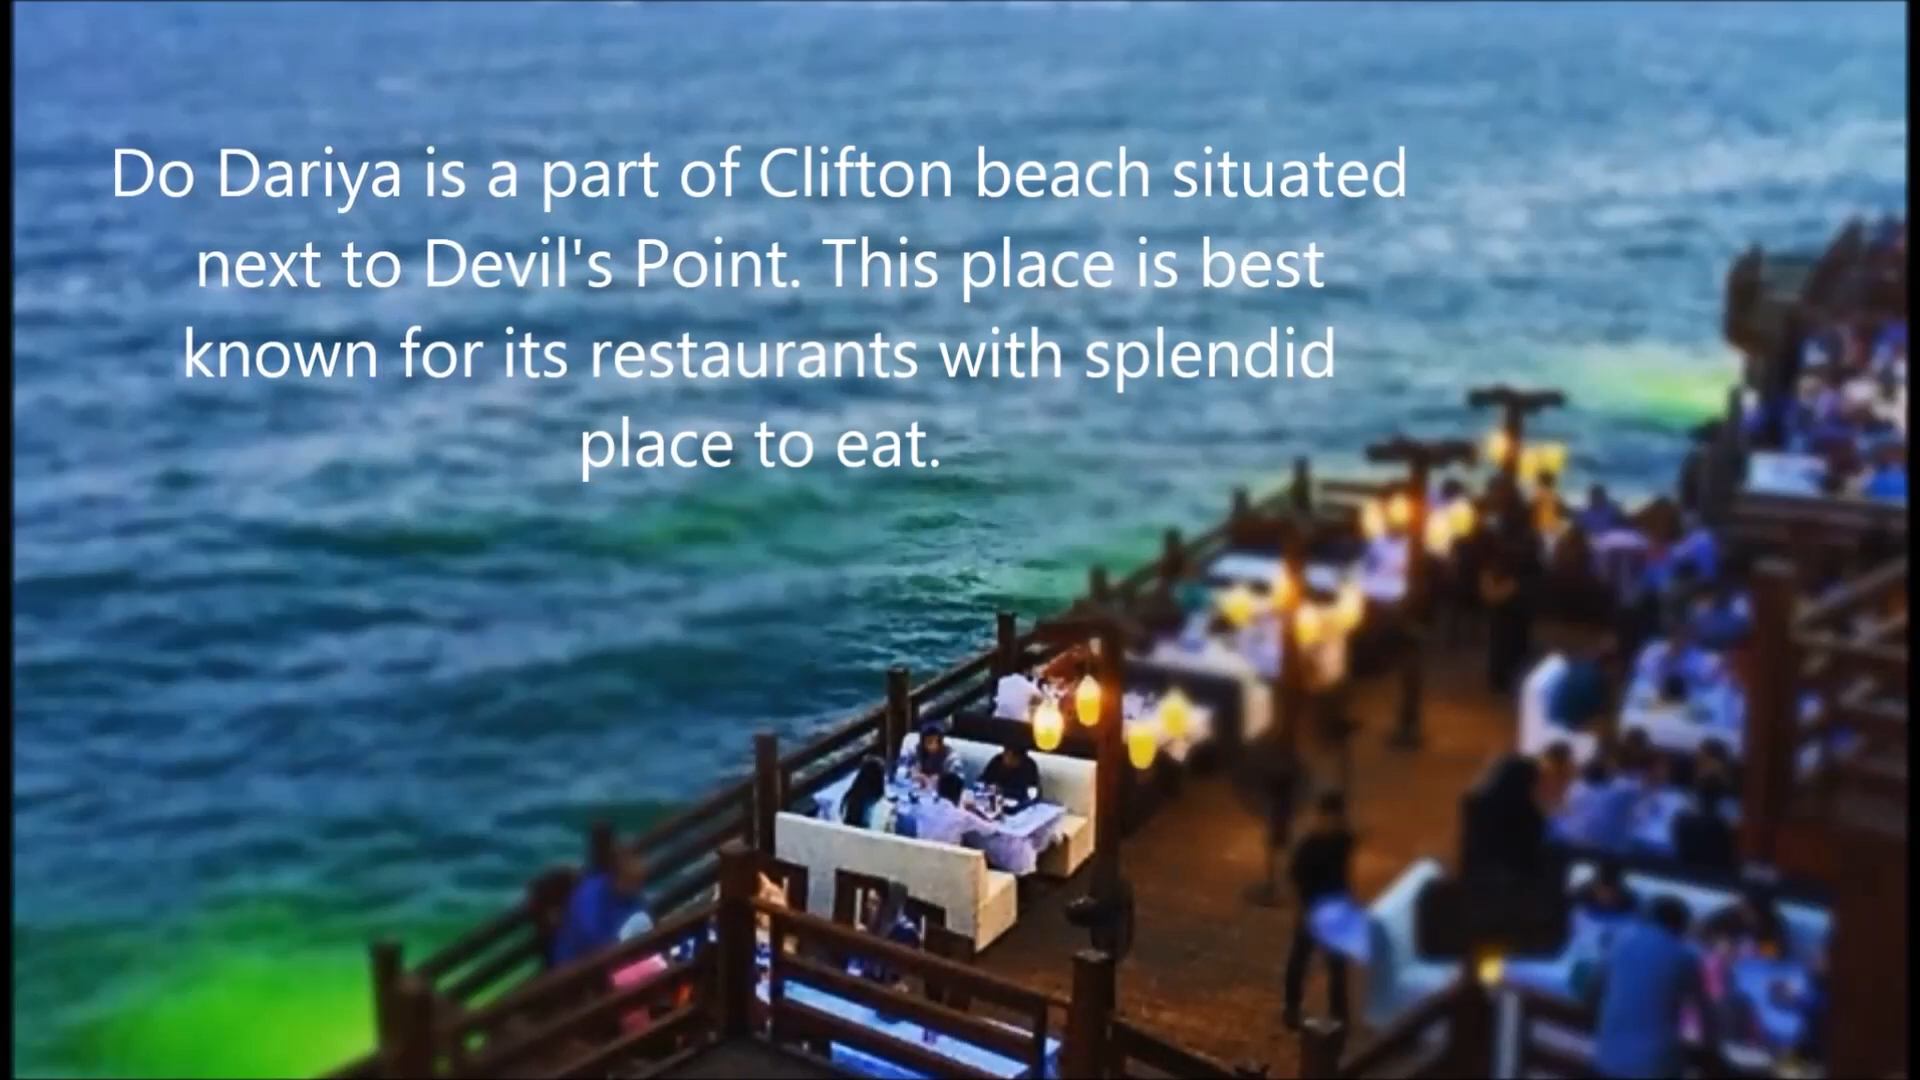 Do Dariya is a part of Clifton beach situated
next to Devil's Point. This place is best
known for its restaurants with splendid
place to eat.